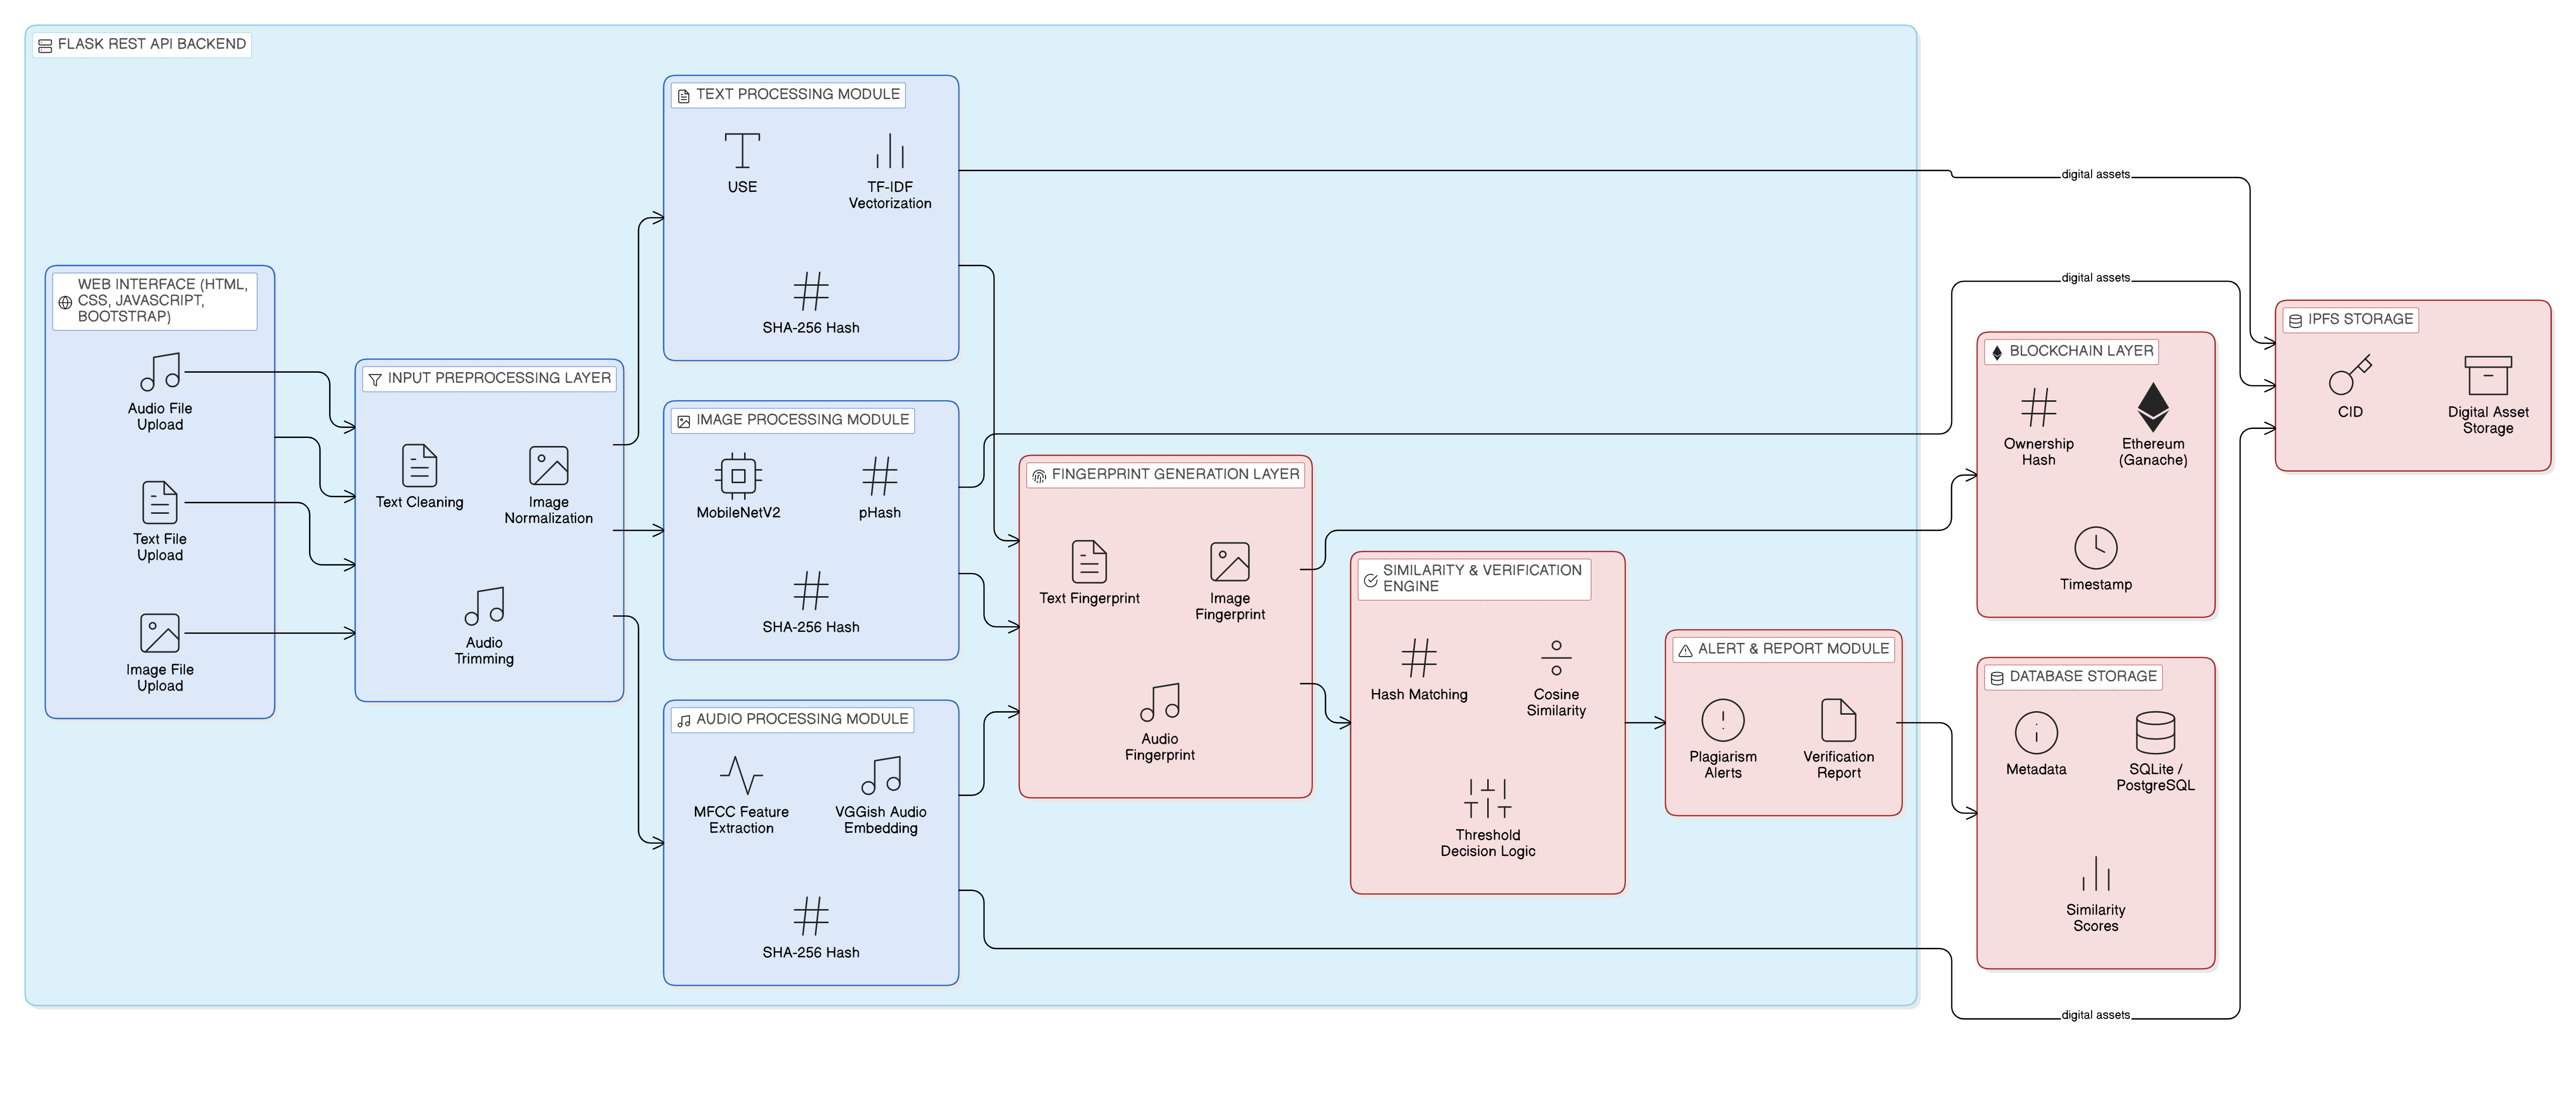 FLASK REST API BACKEND
WEB INTERFACE (HTML,
CSS, JAVASCRIPT,
BOOTSTRAP)
Audio File
Upload
Text File
Upload
Image File
Upload
INPUT PREPROCESSING LAYER
Text Cleaning
Image
Normalization
Audio
Trimming
TEXT PROCESSING MODULE
USE
TF-IDF
Vectorization
SHA-256 Hash
IMAGE PROCESSING MODULE
MobileNetV2
pHash
SHA-256 Hash
AUDIO PROCESSING MODULE
MFCC Feature
Extraction
VGGish Audio
Embedding
SHA-256 Hash
FINGERPRINT GENERATION LAYER
Text Fingerprint
Image
Fingerprint
Audio
Fingerprint
SIMILARITY & VERIFICATION
ENGINE
Hash Matching
Cosine
Similarity
Threshold
Decision Logic
ALERT & REPORT MODULE
Plagiarism
Alerts
Verification
Report
digital assets
digital assets
BLOCKCHAIN LAYER
Ownership
Hash
Ethereum
(Ganache)
Timestamp
DATABASE STORAGE
Metadata
SQLite /
PostgreSQL
Similarity
Scores
digital assets
IPFS STORAGE
CID
Digital Asset
Storage